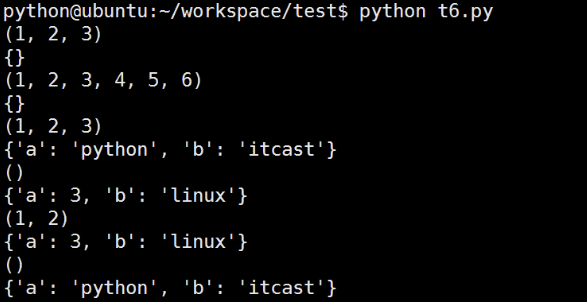 python@ubuntu:~/workspace/test$ python t6.py
(1, 2, 3)
{}
(1, 2, 3, 4, 5, 6)
{}
(1, 2, 3)
{'a': 'python', 'b': 'itcast'}
()
{'a': 3, 'b': 'linux'}
(1, 2)
{'a': 3, 'b': 'linux'}
()
{'a': 'python', 'b': 'itcast'}